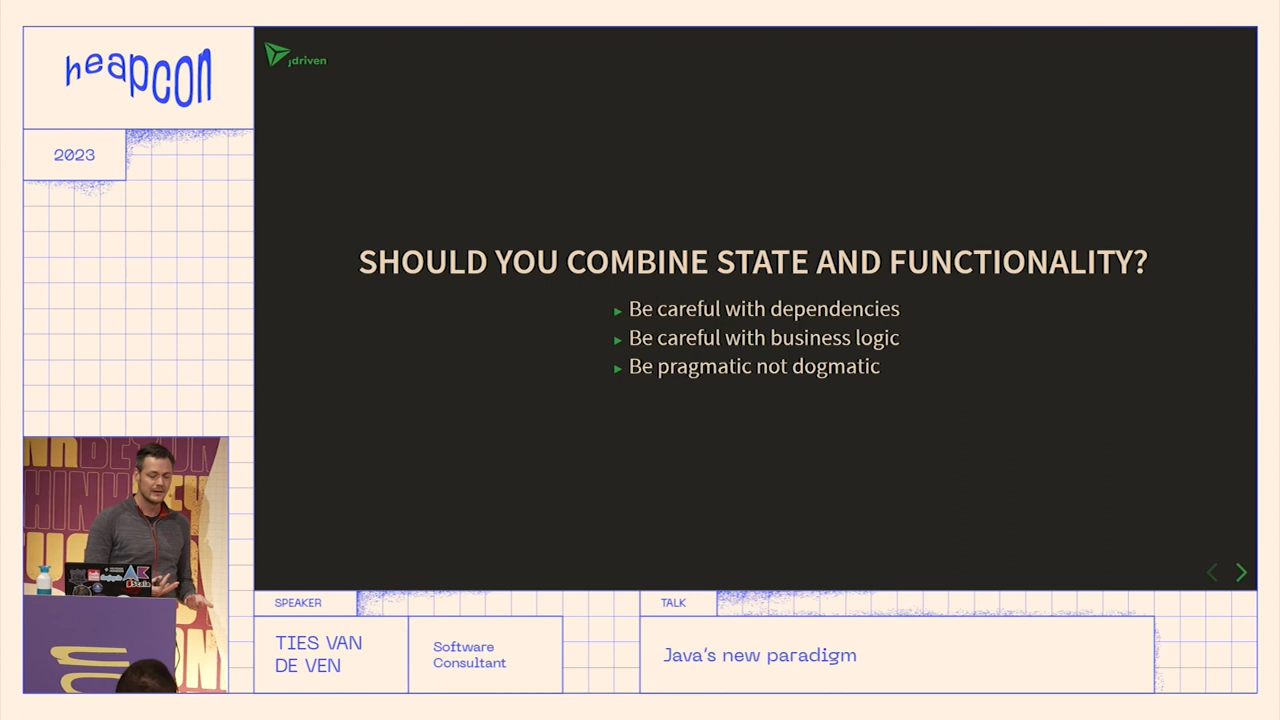 heapcon
2023
jdriven
SHOULD YOU COMBINE STATE AND FUNCTIONALITY?
▸ Be careful with dependencies
▸ Be careful with business logic
▸ Be pragmatic not dogmatic
Scala
SPEAKER
TIES VAN
DE VEN
Software
Consultant
TALK
Java's new paradigm